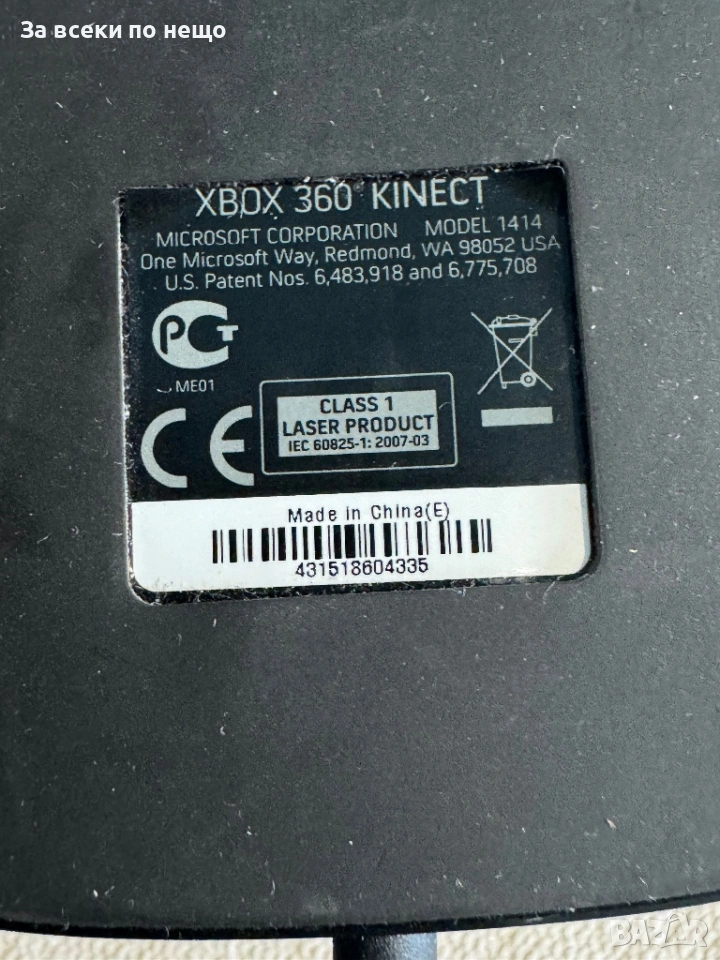 За всеки по нещо
XBOX 360 KINECT
MICROSOFT CORPORATION MODEL 1414
One Microsoft Way, Redmond, WA 98052 USA
U.S. Patent Nos. 6,483,918 and 6,775,708
РСТ
ME01
CE
CLASS 1
LASER PRODUCT
IEC 60825-1: 2007-03
Made in China(E)
431518604335
BAZAR